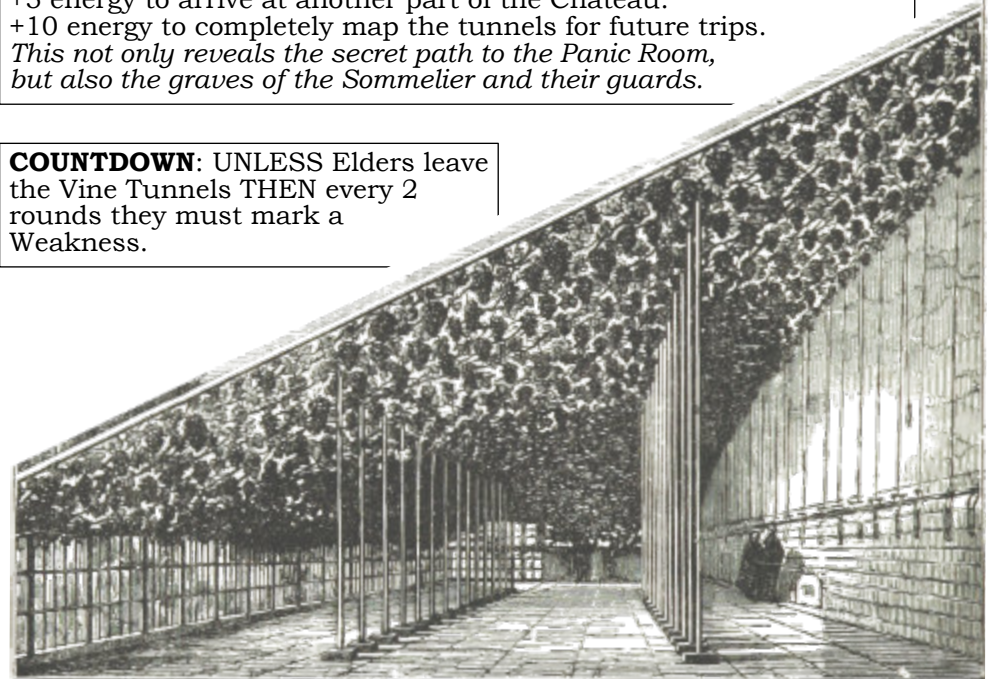 +5 energy to arrive at another part of the Château.
+10 energy to completely map the tunnels for future trips.
This not only reveals the secret path to the Panic Room,
but also the graves of the Sommelier and their guards.
COUNTDOWN: UNLESS Elders leave
the Vine Tunnels THEN every 2
rounds they must mark a
Weakness.